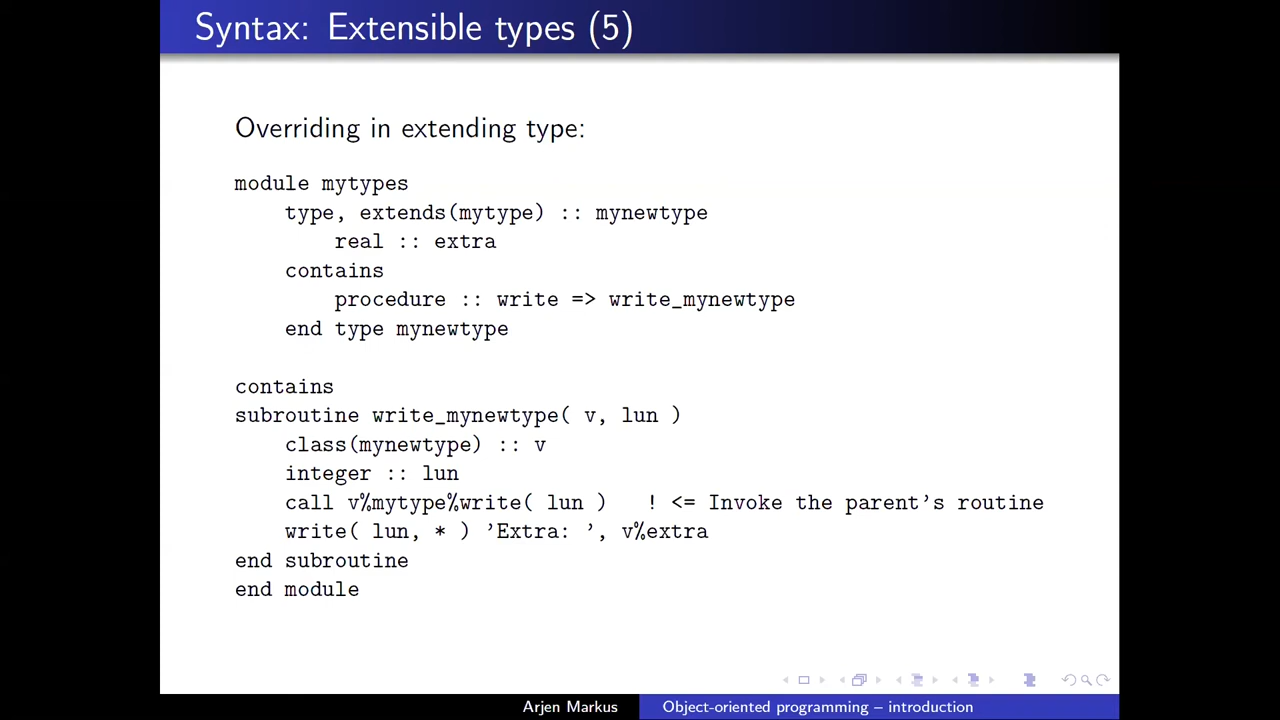 Syntax: Extensible types (5)
Overriding in extending type:
module mytypes
    type, extends(mytype) :: mynewtype
        real :: extra
    contains
        procedure :: write => write_mynewtype
    end type mynewtype
contains
subroutine write_mynewtype( v, lun )
    class(mynewtype) :: v
    integer :: lun
    call v%mytype%write( lun )   ! <= Invoke the parent's routine
    write( lun, * ) 'Extra: ', v%extra
end subroutine
end module
Arjen Markus
Object-oriented programming – introduction